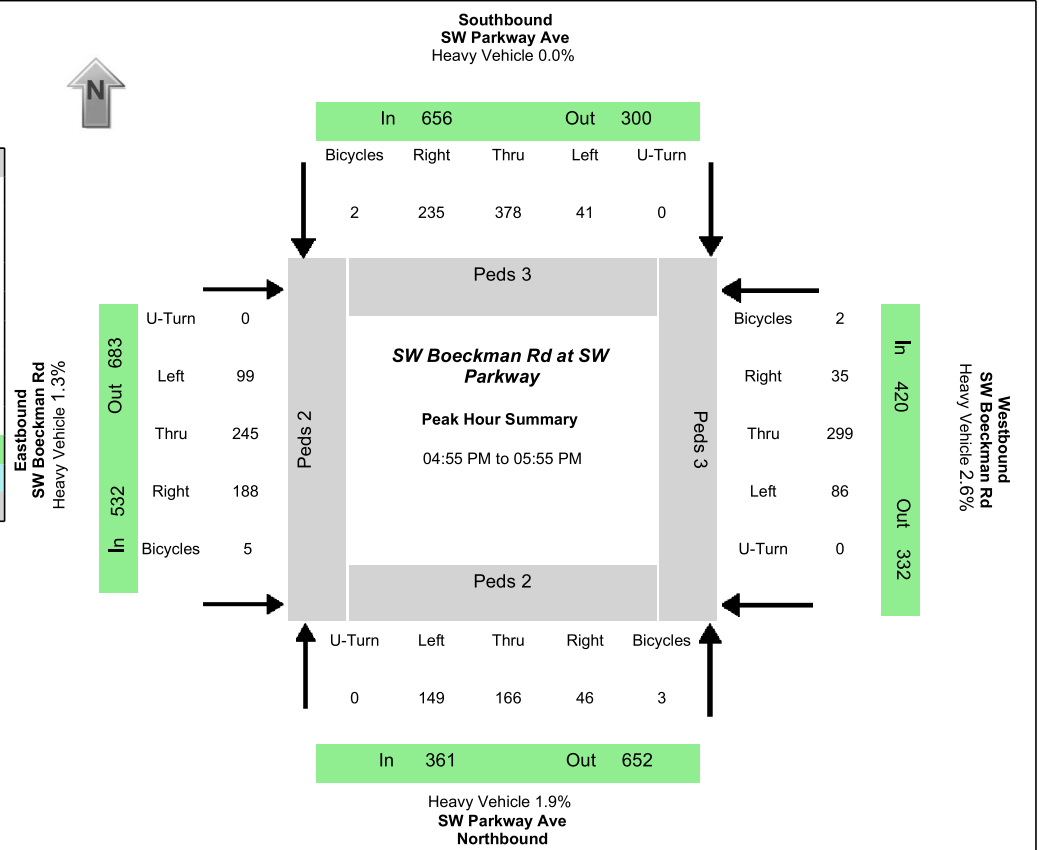 Southbound
SW Parkway Ave
Heavy Vehicle 0.0%
N
In 656 Out 300
Bicycles Right Thru Left U-Turn
2 235 378 41 0
Peds 3
Eastbound
SW Boeckman Rd
Heavy Vehicle 1.3%
Out 683
In 532
U-Turn 0
Left 99
Thru 245
Right 188
Bicycles 5
Peds 2
SW Boeckman Rd at SW
Parkway
Peak Hour Summary
04:55 PM to 05:55 PM
Peds 3
Bicycles 2
Right 35
Thru 299
Left 86
U-Turn 0
In 420
Out 332
Westbound
SW Boeckman Rd
Heavy Vehicle 2.6%
Peds 2
U-Turn Left Thru Right Bicycles
0 149 166 46 3
In 361 Out 652
Heavy Vehicle 1.9%
SW Parkway Ave
Northbound